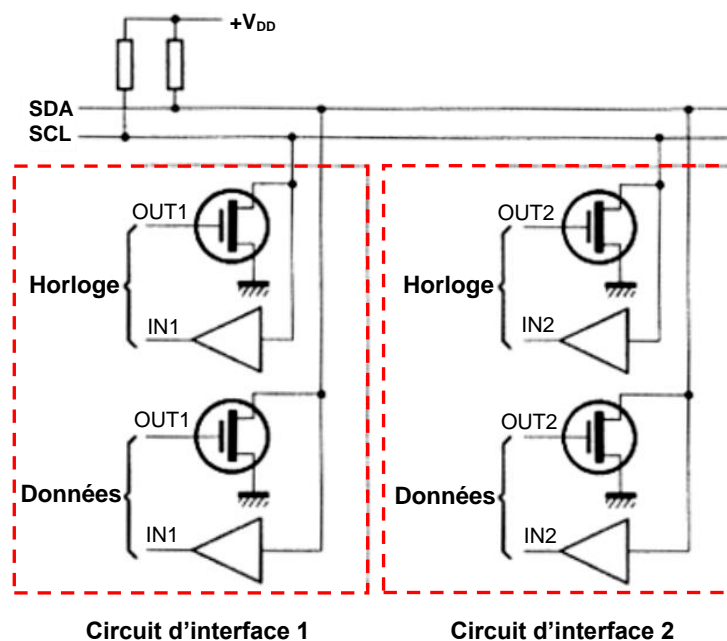 +VDD
SDA
SCL
OUT1
Horloge
IN1
OUT1
Données
IN1
OUT2
Horloge
IN2
OUT2
Données
IN2
Circuit d'interface 1
Circuit d'interface 2